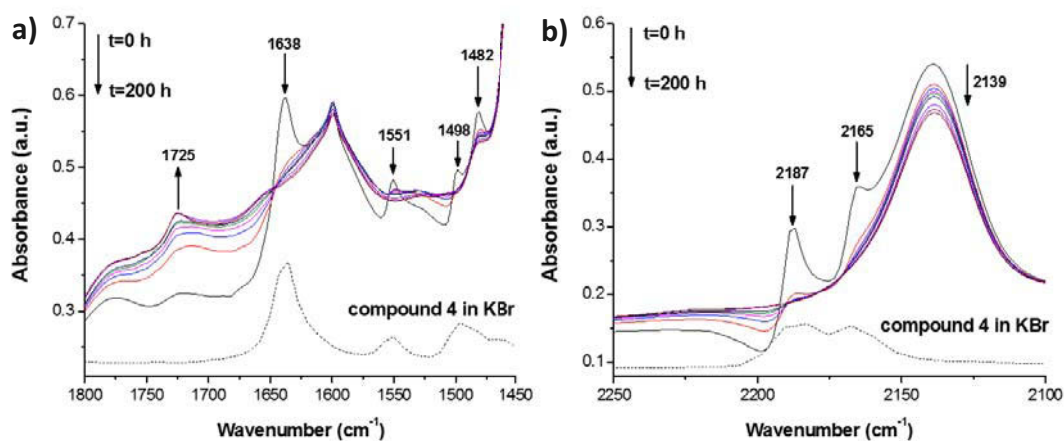 a)
t=0 h
t=200 h
1638
1482
1725
1551
1498
compound 4 in KBr
0.7
0.6
0.5
0.4
0.3
Absorbance (a.u.)
1800 1750 1700 1650 1600 1550 1500 1450
Wavenumber (cm⁻¹)
b)
t=0 h
t=200 h
2139
2165
2187
compound 4 in KBr
0.6
0.5
0.4
0.3
0.2
0.1
Absorbance (a.u.)
2250 2200 2150 2100
Wavenumber (cm⁻¹)